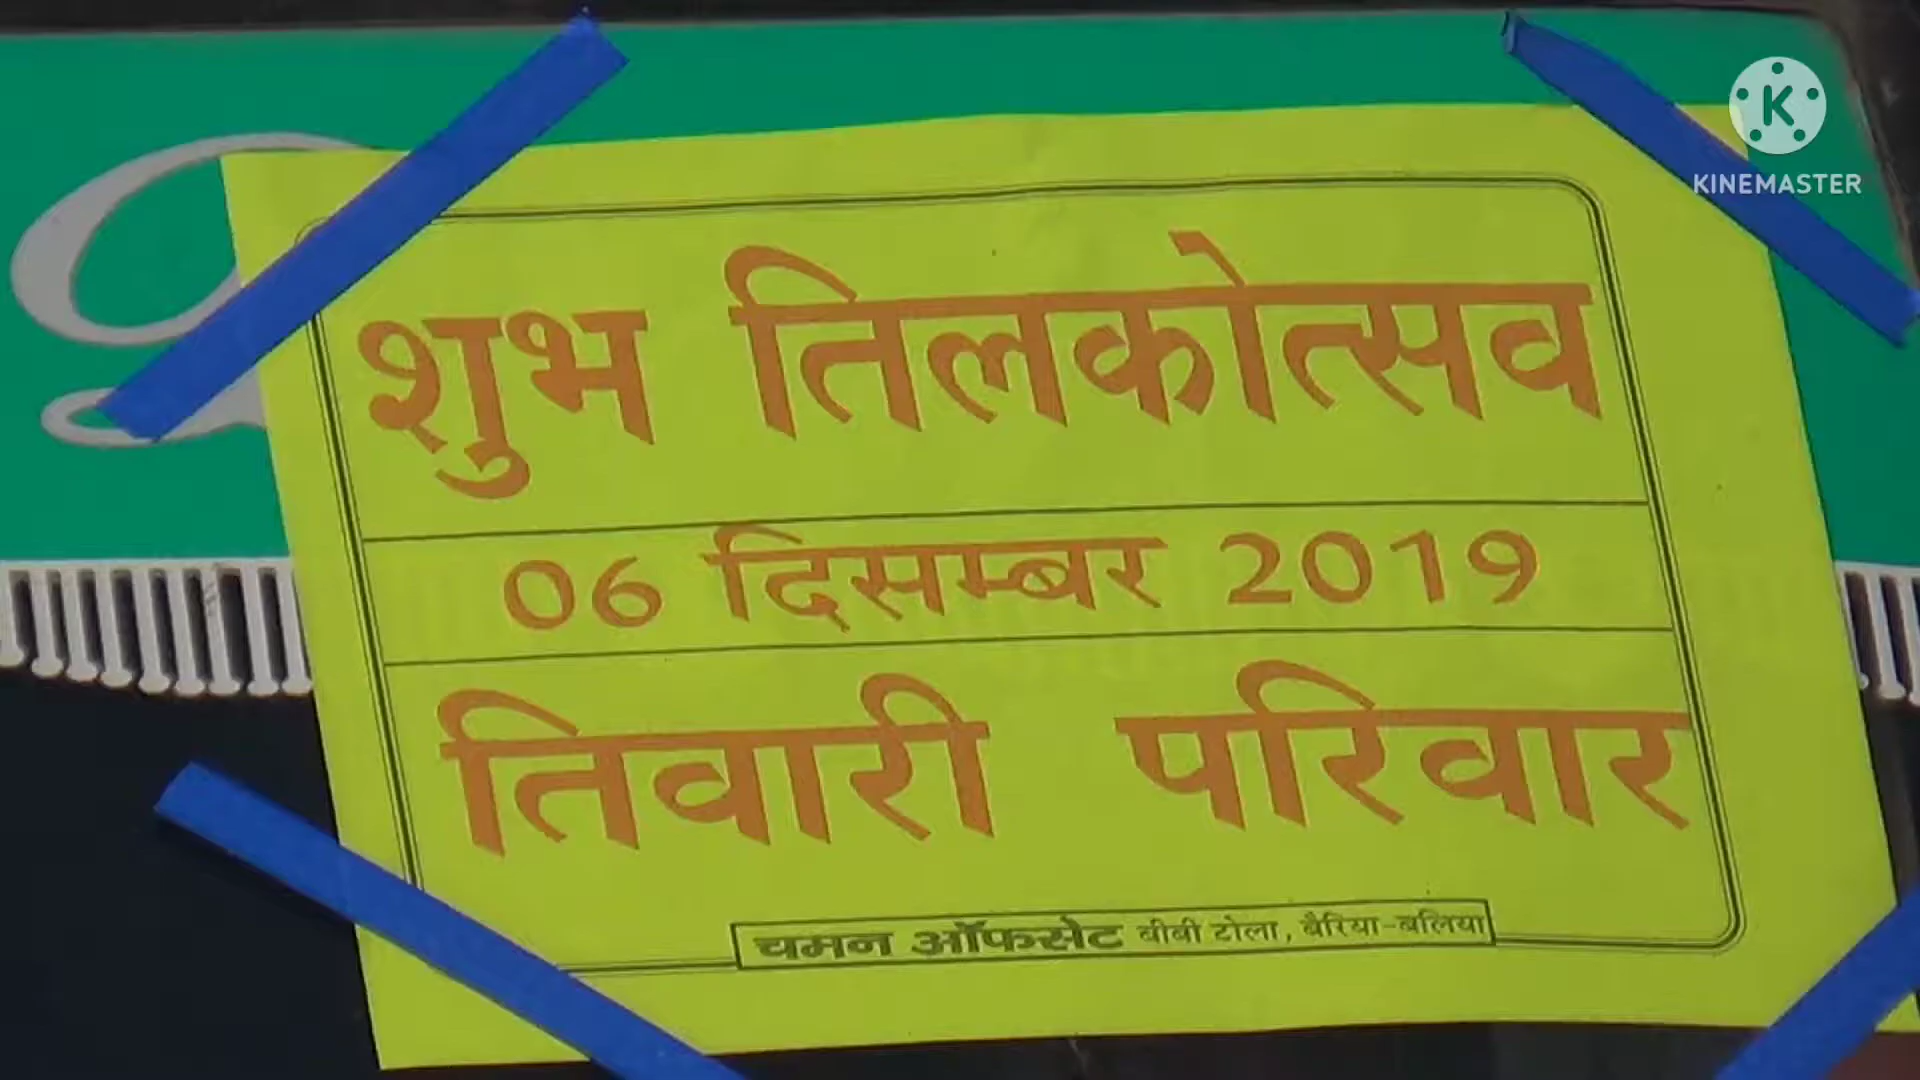 KINEMASTER
शुभ तिलकोत्सव
06 दिसम्बर 2019
तिवारी परिवार
चमन ऑफसेट बीबी टोला, बैरिया-बलिया